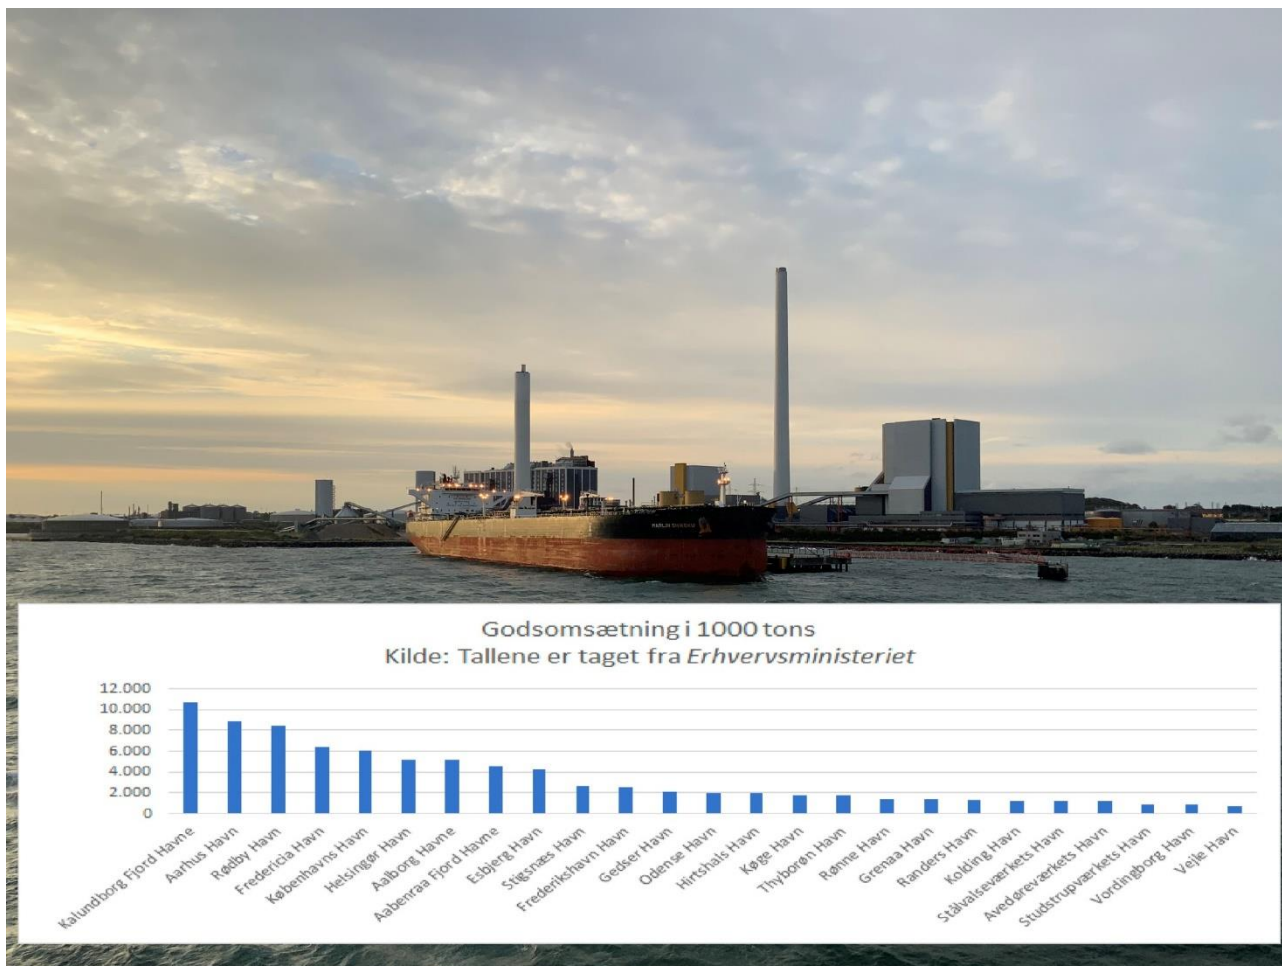 Godsomsætning i 1000 tons
Kilde: Tallene er taget fra Erhvervsministeriet
12.000
10.000
8.000
6.000
4.000
2.000
0
Kalundborg Fjord Havne
Aarhus Havn
Rødby Havn
Fredericia Havn
Københavns Havn
Helsingør Havn
Aalborg Havne
Aabenraa Fjord Havne
Esbjerg Havn
Stigsnæs Havn
Frederikshavn Havn
Gedser Havn
Odense Havn
Hirtshals Havn
Køge Havn
Thyborøn Havn
Rønne Havn
Grenaa Havn
Randers Havn
Kolding Havn
Stålvalseværkets Havn
Avedøreværkets Havn
Studstrupværkets Havn
Vordingborg Havn
Vejle Havn